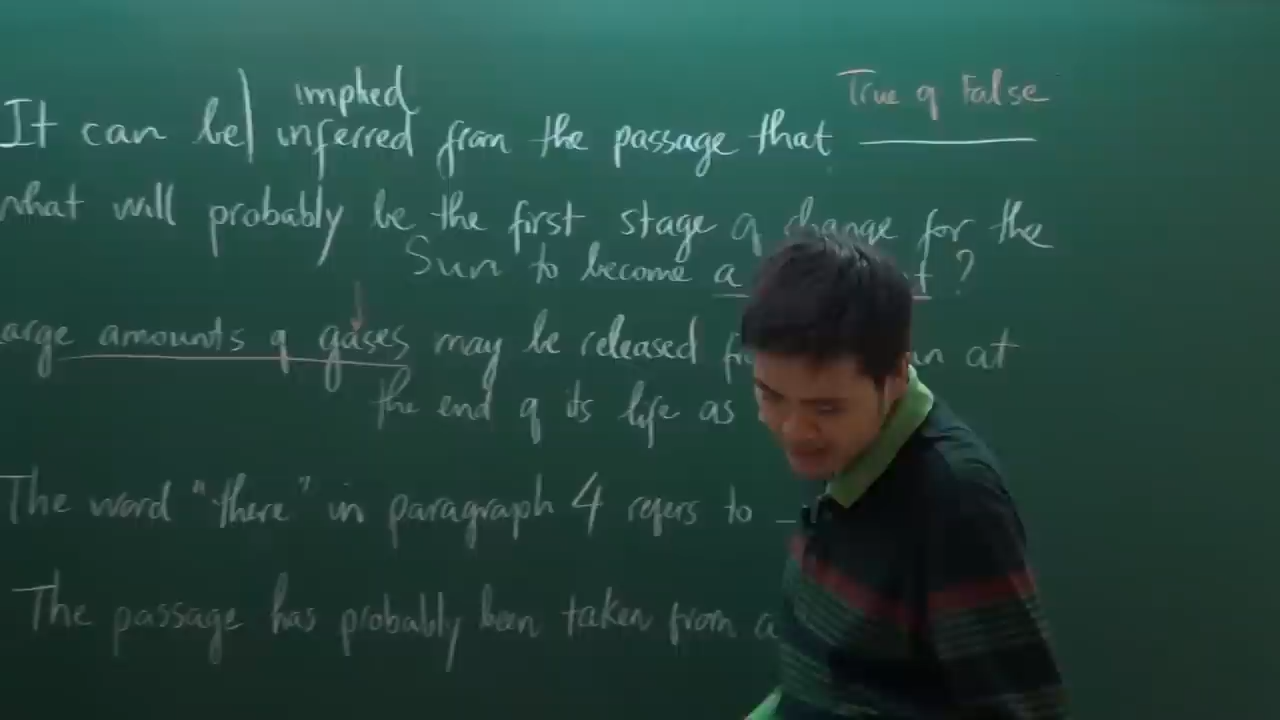 implied
True of False
It can be inferred from the passage that
what will probably be the first stage of change for the
Sun to become a ?
arge amounts of gases may be released an at
the end of its life as
The word "there" in paragraph 4 refers to
The passage has probably been taken from a